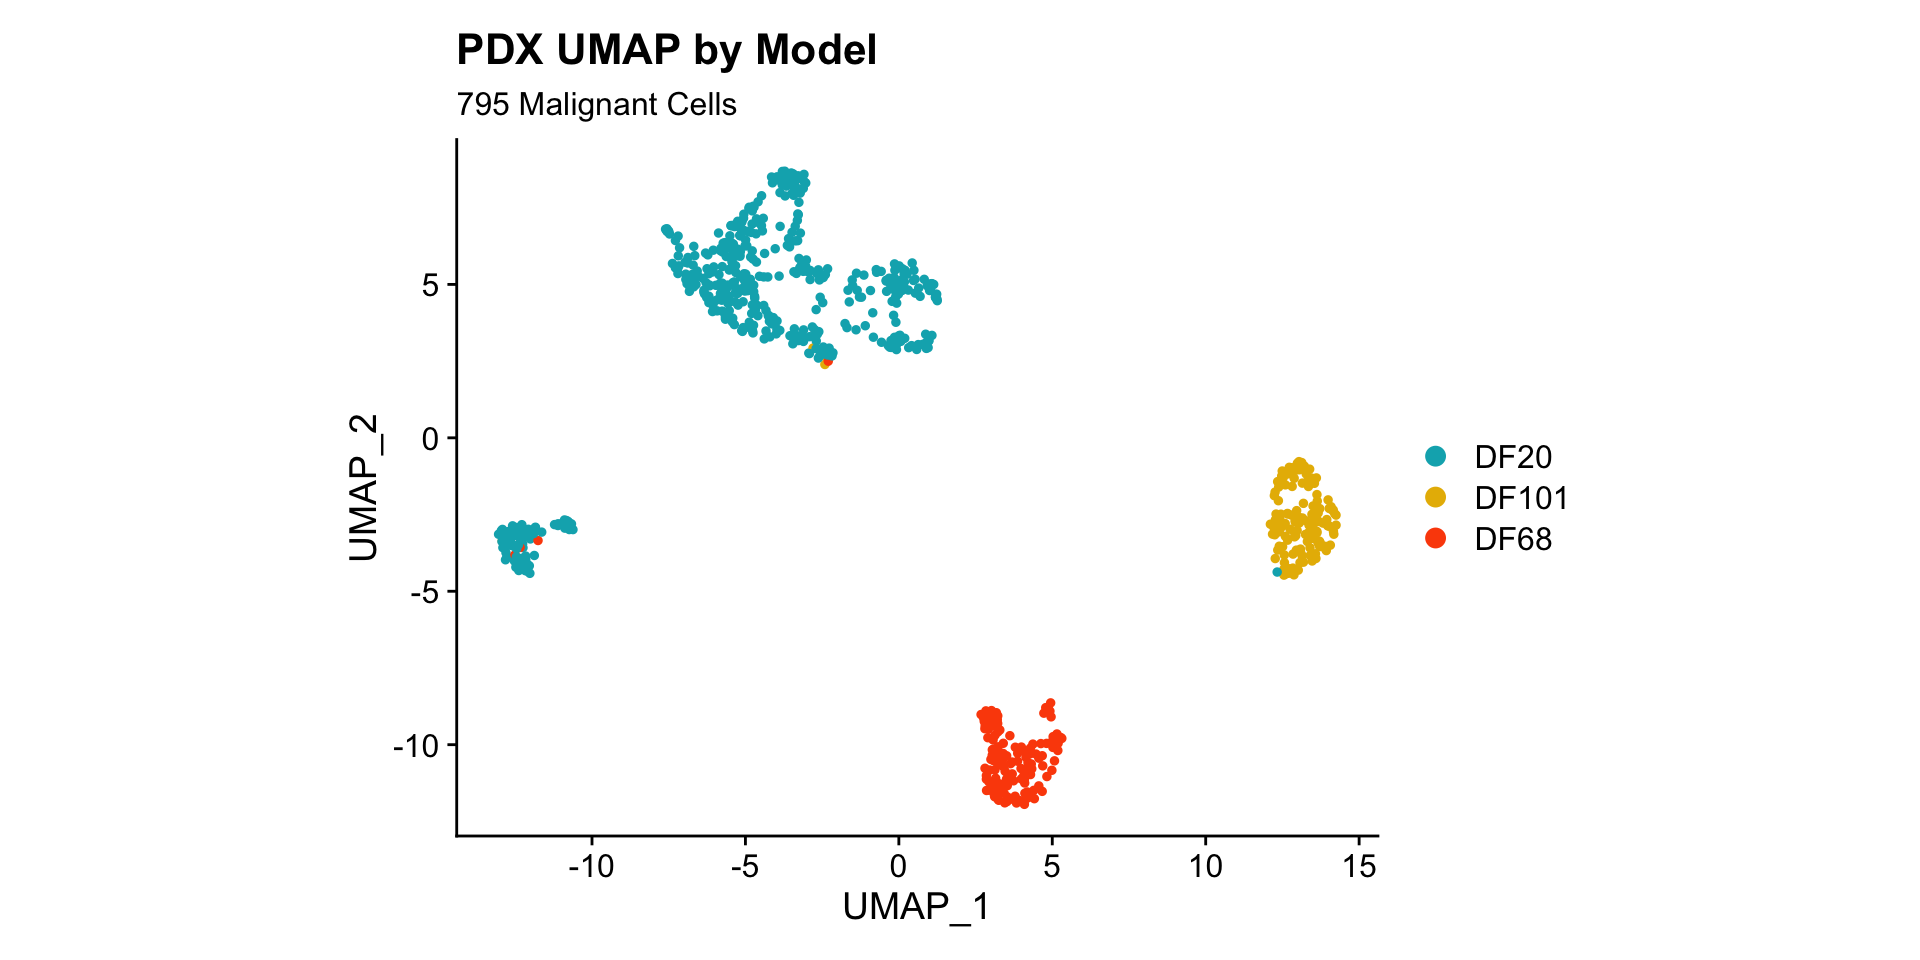 PDX UMAP by Model
795 Malignant Cells
UMAP_2
5
0
-5
-10
-10 -5 0 5 10 15
UMAP_1
DF20
DF101
DF68